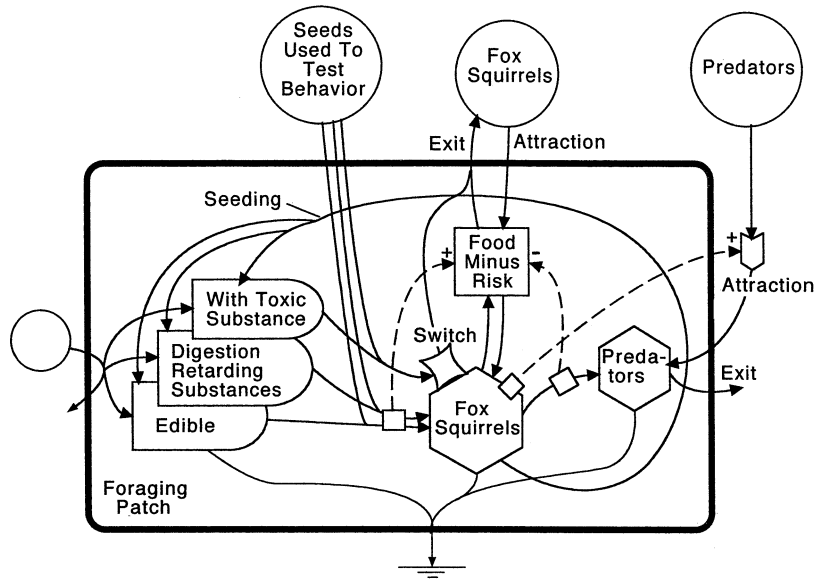 Seeds
Used To
Test
Behavior
Fox
Squirrels
Predators
Exit
Attraction
Seeding
+
Food
Minus
Risk
-
+
Attraction
With Toxic
Substance
Switch
Digestion
Retarding
Substances
Preda-
tors
Exit
Edible
Fox
Squirrels
Foraging
Patch